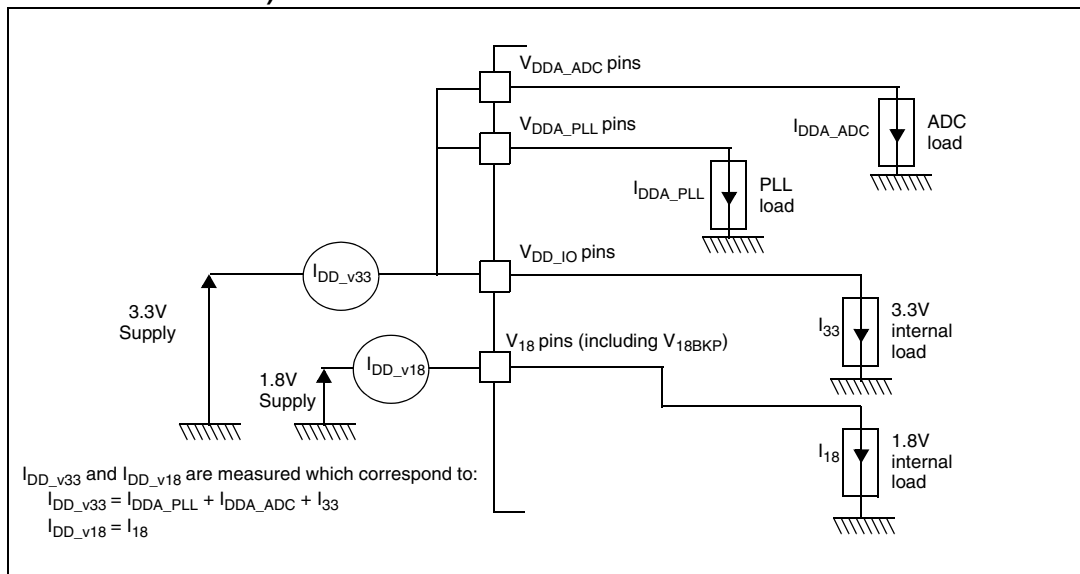 V_DDA_ADC pins
I_DDA_ADC
ADC
load
V_DDA_PLL pins
I_DDA_PLL
PLL
load
V_DD_IO pins
I_DD_v33
3.3V
Supply
I_33
3.3V
internal
load
V_18 pins (including V_18BKP)
I_DD_v18
1.8V
Supply
I_18
1.8V
internal
load
I_DD_v33 and I_DD_v18 are measured which correspond to:
I_DD_v33 = I_DDA_PLL + I_DDA_ADC + I_33
I_DD_v18 = I_18